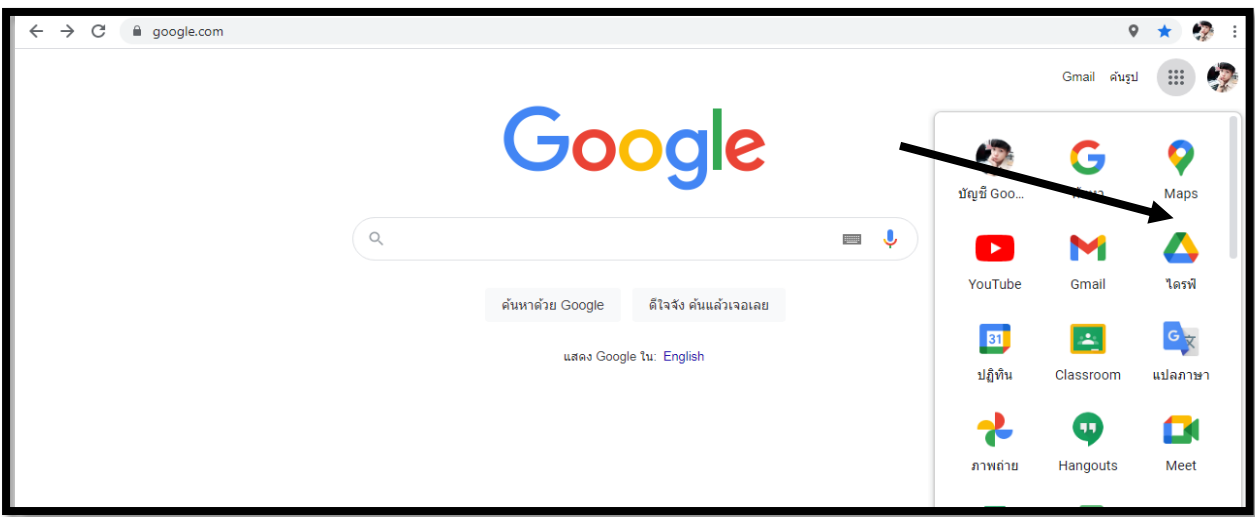 google.com
Gmail ค้นรูป
Google
บัญชี Goo...
Maps
YouTube Gmail ไดรฟ์
ค้นหาด้วย Google ดีใจจัง ค้นแล้วเจอเลย
แสดง Google ใน: English
31
G
ปฏิทิน Classroom แปลภาษา
ภาพถ่าย Hangouts Meet